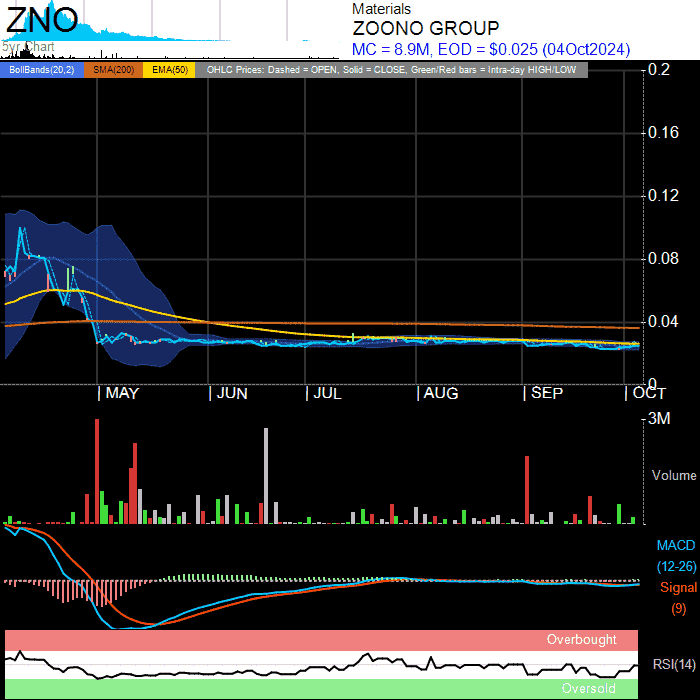 ZNO
5yr Chart
Materials
ZOONO GROUP
MC = 8.9M, EOD = $0.025 (04Oct2024)
BollBands(20,2) SMA(200) EMA(50) OHLC Prices: Dashed = OPEN, Solid = CLOSE, Green/Red bars = Intra-day HIGH/LOW
0.2
0.16
0.12
0.08
0.04
0
MAY JUN JUL AUG SEP OCT
3M
Volume
MACD
(12-26)
Signal
(9)
Overbought
RSI(14)
Oversold